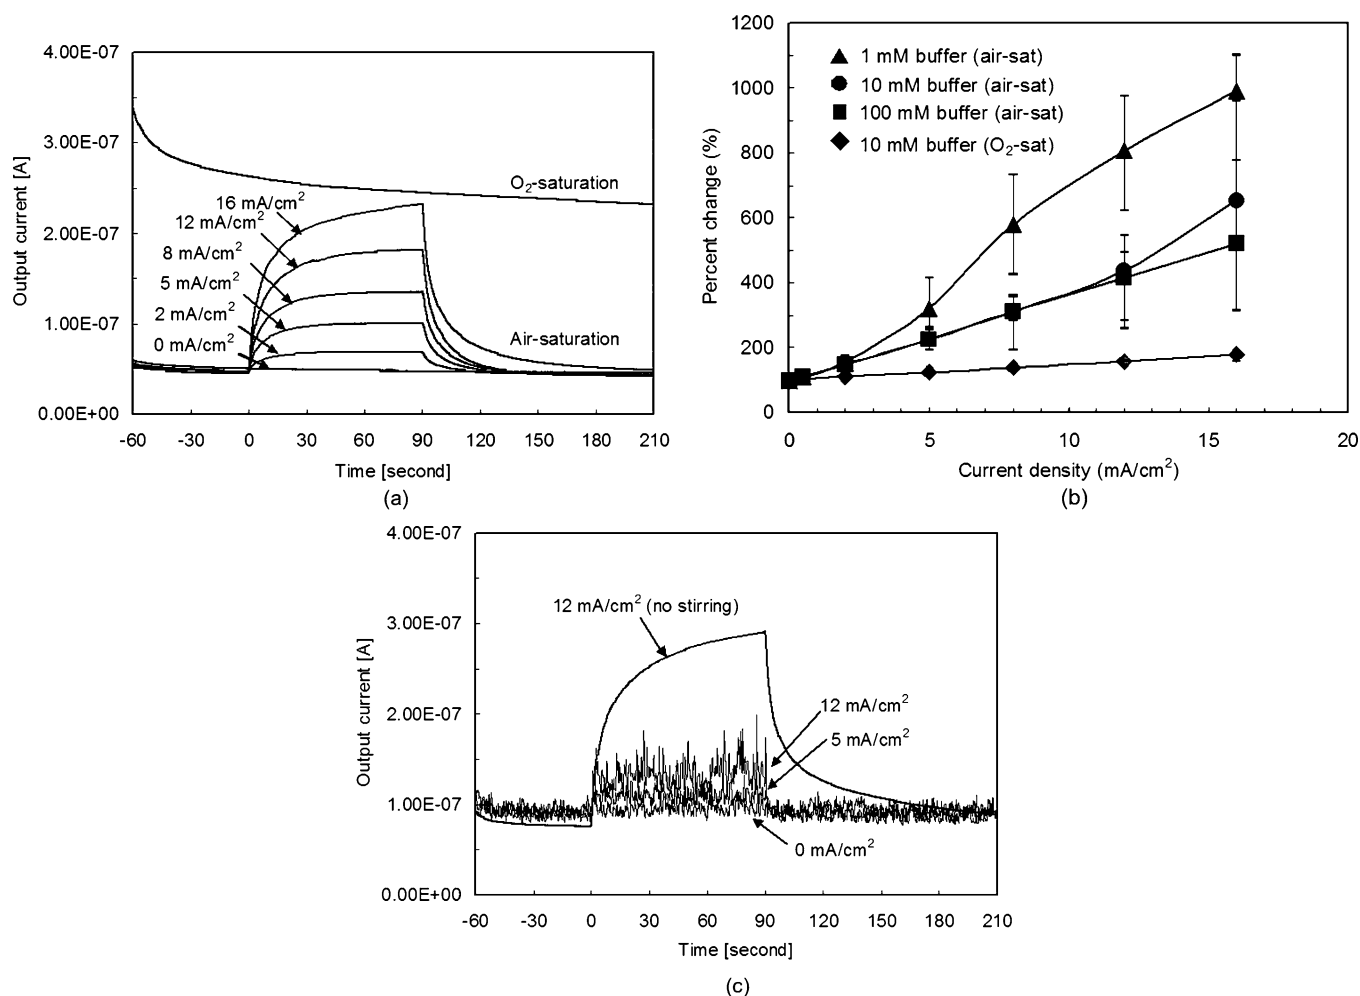 4.00E-07
3.00E-07
2.00E-07
1.00E-07
0.00E+00
Output current [A]
O2-saturation
16 mA/cm2
12 mA/cm2
8 mA/cm2
5 mA/cm2
2 mA/cm2
0 mA/cm2
Air-saturation
-60 -30 0 30 60 90 120 150 180 210
Time [second]
(a)
1200
1000
800
600
400
200
0
Percent change (%)
1 mM buffer (air-sat)
10 mM buffer (air-sat)
100 mM buffer (air-sat)
10 mM buffer (O2-sat)
0 5 10 15 20
Current density (mA/cm2)
(b)
4.00E-07
3.00E-07
2.00E-07
1.00E-07
0.00E+00
Output current [A]
12 mA/cm2 (no stirring)
12 mA/cm2
5 mA/cm2
0 mA/cm2
-60 -30 0 30 60 90 120 150 180 210
Time [second]
(c)